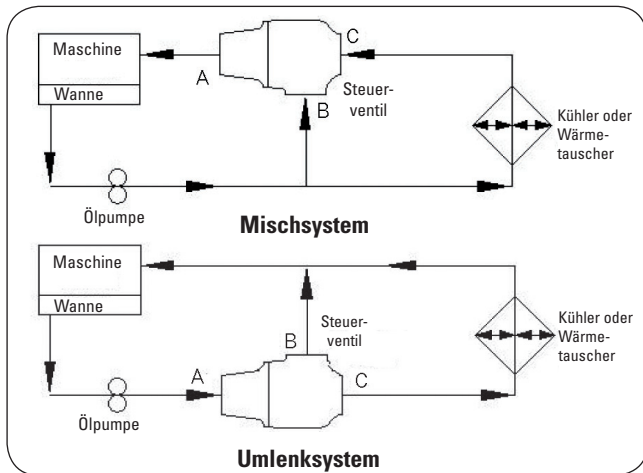 Maschine
Wanne
A
C
B
Steuer-
ventil
Kühler oder
Wärme-
tauscher
Ölpumpe
Mischsystem
Maschine
Wanne
Steuer-
ventil
B
A
C
Kühler oder
Wärme-
tauscher
Ölpumpe
Umlenksystem